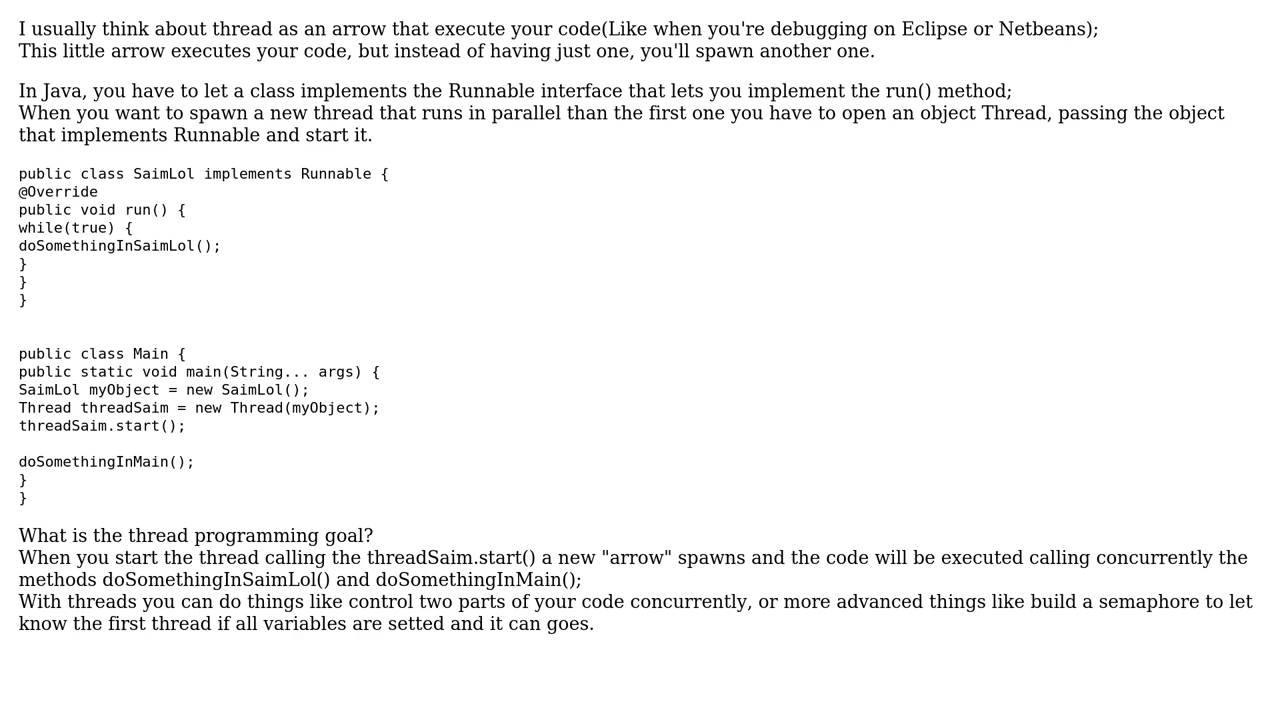 I usually think about thread as an arrow that execute your code(Like when you're debugging on Eclipse or Netbeans);
This little arrow executes your code, but instead of having just one, you'll spawn another one.
In Java, you have to let a class implements the Runnable interface that lets you implement the run() method;
When you want to spawn a new thread that runs in parallel than the first one you have to open an object Thread, passing the object
that implements Runnable and start it.
public class SaimLol implements Runnable {
@Override
public void run() {
while(true) {
doSomethingInSaimLol();
}
}
}
public class Main {
public static void main(String... args) {
SaimLol myObject = new SaimLol();
Thread threadSaim = new Thread(myObject);
threadSaim.start();
doSomethingInMain();
}
}
What is the thread programming goal?
When you start the thread calling the threadSaim.start() a new "arrow" spawns and the code will be executed calling concurrently the
methods doSomethingInSaimLol() and doSomethingInMain();
With threads you can do things like control two parts of your code concurrently, or more advanced things like build a semaphore to let
know the first thread if all variables are setted and it can goes.